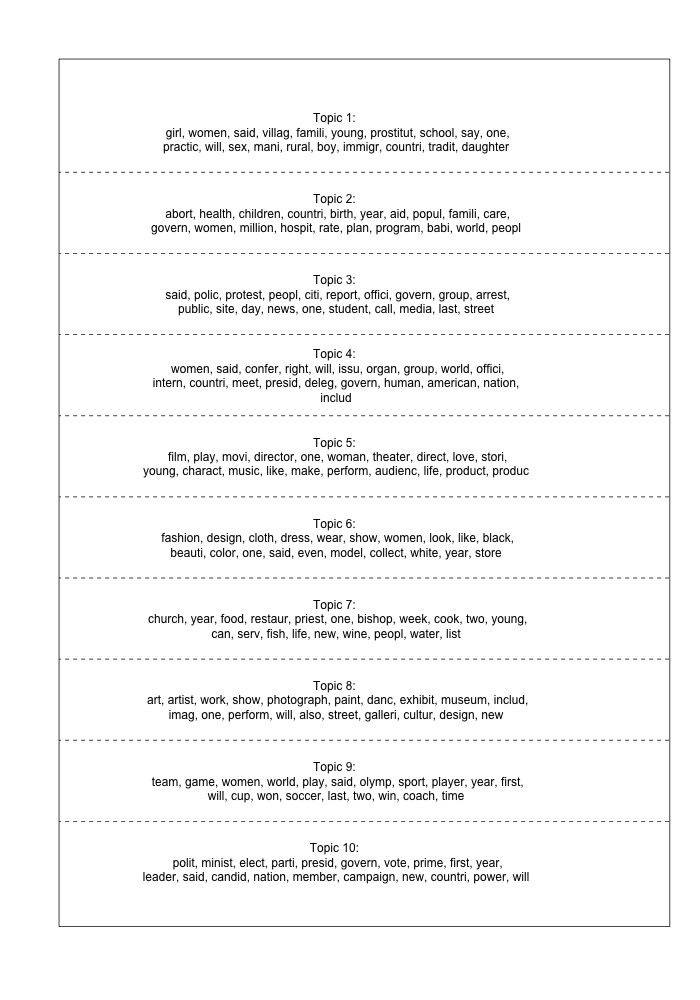 Topic 1:
girl, women, said, villag, famili, young, prostitut, school, say, one,
practic, will, sex, mani, rural, boy, immigr, countri, tradit, daughter
Topic 2:
abort, health, children, countri, birth, year, aid, popul, famili, care,
govern, women, million, hospit, rate, plan, program, babi, world, peopl
Topic 3:
said, polic, protest, peopl, citi, report, offici, govern, group, arrest,
public, site, day, news, one, student, call, media, last, street
Topic 4:
women, said, confer, right, will, issu, organ, group, world, offici,
intern, countri, meet, presid, deleg, govern, human, american, nation,
includ
Topic 5:
film, play, movi, director, one, woman, theater, direct, love, stori,
young, charact, music, like, make, perform, audienc, life, product, produc
Topic 6:
fashion, design, cloth, dress, wear, show, women, look, like, black,
beauti, color, one, said, even, model, collect, white, year, store
Topic 7:
church, year, food, restaur, priest, one, bishop, week, cook, two, young,
can, serv, fish, life, new, wine, peopl, water, list
Topic 8:
art, artist, work, show, photograph, paint, danc, exhibit, museum, includ,
imag, one, perform, will, also, street, galleri, cultur, design, new
Topic 9:
team, game, women, world, play, said, olymp, sport, player, year, first,
will, cup, won, soccer, last, two, win, coach, time
Topic 10:
polit, minist, elect, parti, presid, govern, vote, prime, first, year,
leader, said, candid, nation, member, campaign, new, countri, power, will